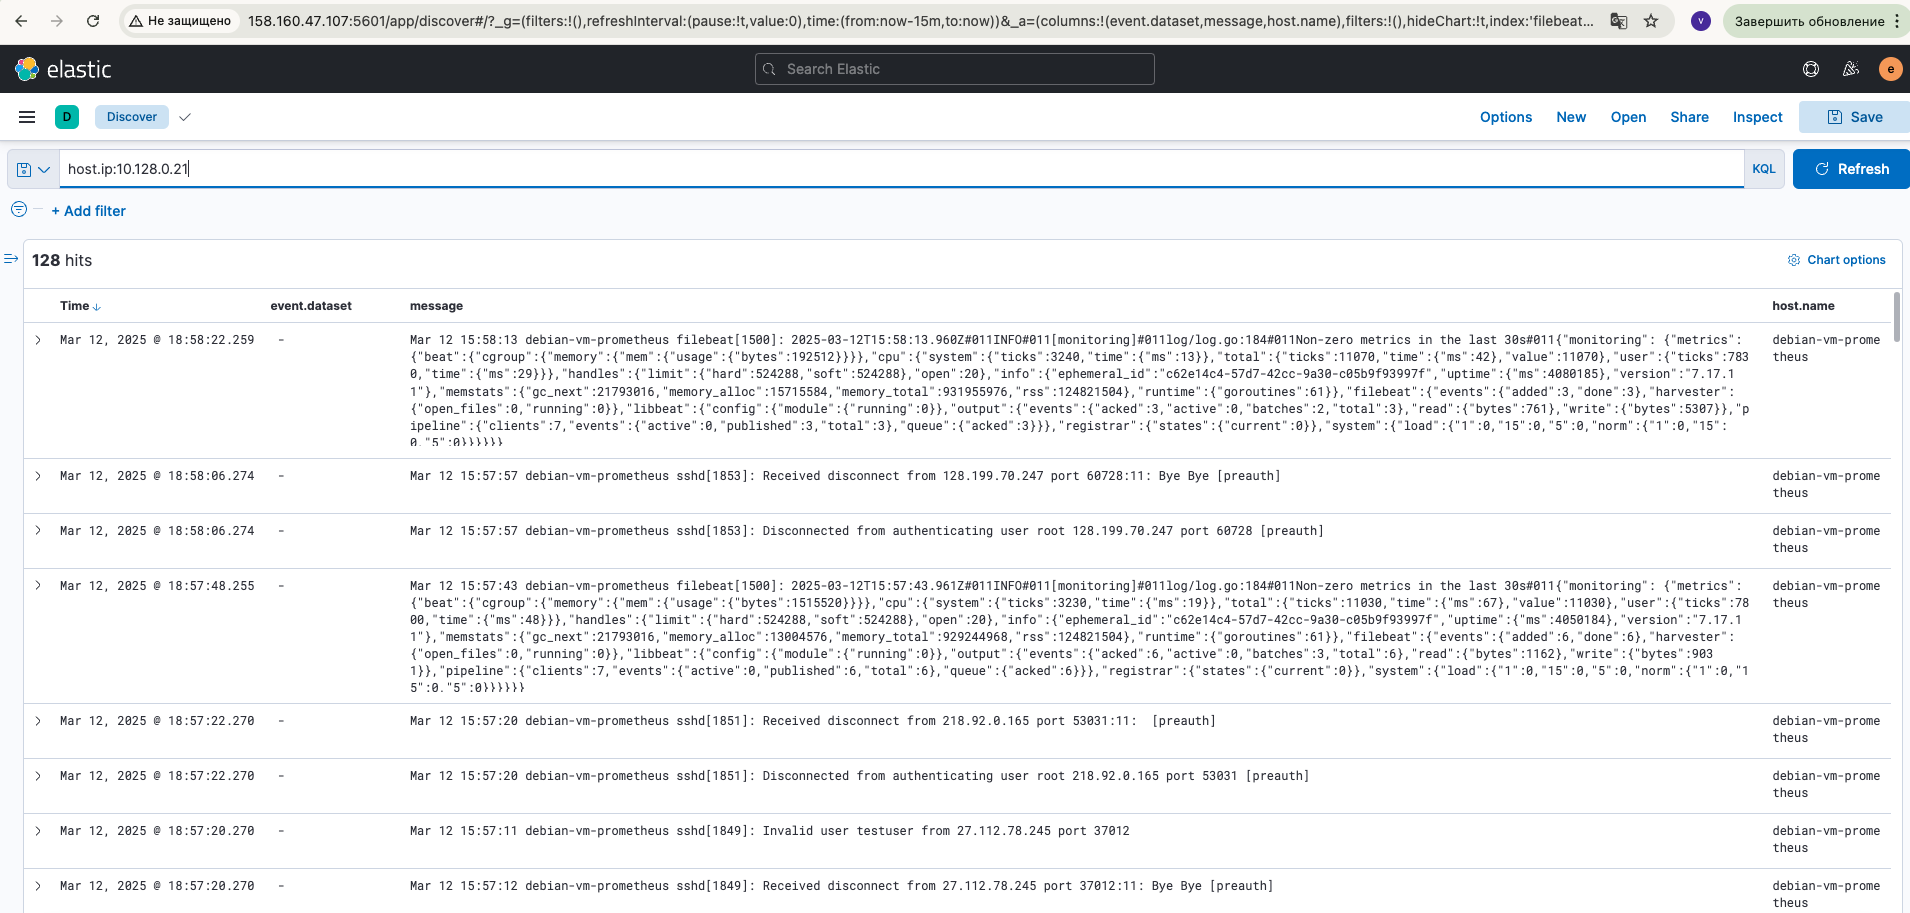 Не защищено
158.160.47.107:5601/app/discover#/?_g=(filters:!(),refreshInterval:(pause:!t,value:0),time:(from:now-15m,to:now))&_a=(columns:!(event.dataset,message,host.name),filters:!(),hideChart:!t,index:'filebeat...
v
Завершить обновление
elastic
Search Elastic
e
D
Discover
Options
New
Open
Share
Inspect
Save
host.ip:10.128.0.21
KQL
Refresh
+ Add filter
128 hits
Chart options
Time
event.dataset
message
host.name
Mar 12, 2025 @ 18:58:22.259
-
Mar 12 15:58:13 debian-vm-prometheus filebeat[1500]: 2025-03-12T15:58:13.960Z#011INFO#011[monitoring]#011log/log.go:184#011Non-zero metrics in the last 30s#011{"monitoring": {"metrics":
{"beat":{"cgroup":{"memory":{"mem":{"usage":{"bytes":192512}}}},"cpu":{"system":{"ticks":3240,"time":{"ms":13}},"total":{"ticks":11070,"time":{"ms":42},"value":11070},"user":{"ticks":783
0,"time":{"ms":29}}},"handles":{"limit":{"hard":524288,"soft":524288},"open":20},"info":{"ephemeral_id":"c62e14c4-57d7-42cc-9a30-c05b9f93997f","uptime":{"ms":4080185},"version":"7.17.1
1"},"memstats":{"gc_next":21793016,"memory_alloc":15715584,"memory_total":931955976,"rss":124821504},"runtime":{"goroutines":61}},"filebeat":{"events":{"added":3,"done":3},"harvester":
{"open_files":0,"running":0}},"libbeat":{"config":{"module":{"running":0}},"output":{"events":{"acked":3,"active":0,"batches":2,"total":3},"read":{"bytes":761},"write":{"bytes":5307}},"p
ipeline":{"clients":7,"events":{"active":0,"published":3,"total":3},"queue":{"acked":3}}},"registrar":{"states":{"current":0}},"system":{"load":{"1":0,"15":0,"5":0,"norm":{"1":0,"15":
0,"5":0}}}}}}
debian-vm-prome
theus
Mar 12, 2025 @ 18:58:06.274
-
Mar 12 15:57:57 debian-vm-prometheus sshd[1853]: Received disconnect from 128.199.70.247 port 60728:11: Bye Bye [preauth]
debian-vm-prome
theus
Mar 12, 2025 @ 18:58:06.274
-
Mar 12 15:57:57 debian-vm-prometheus sshd[1853]: Disconnected from authenticating user root 128.199.70.247 port 60728 [preauth]
debian-vm-prome
theus
Mar 12, 2025 @ 18:57:48.255
-
Mar 12 15:57:43 debian-vm-prometheus filebeat[1500]: 2025-03-12T15:57:43.961Z#011INFO#011[monitoring]#011log/log.go:184#011Non-zero metrics in the last 30s#011{"monitoring": {"metrics":
{"beat":{"cgroup":{"memory":{"mem":{"usage":{"bytes":1515520}}}},"cpu":{"system":{"ticks":3230,"time":{"ms":19}},"total":{"ticks":11030,"time":{"ms":67},"value":11030},"user":{"ticks":78
00,"time":{"ms":48}}},"handles":{"limit":{"hard":524288,"soft":524288},"open":20},"info":{"ephemeral_id":"c62e14c4-57d7-42cc-9a30-c05b9f93997f","uptime":{"ms":4050184},"version":"7.17.1
1"},"memstats":{"gc_next":21793016,"memory_alloc":13004576,"memory_total":929244968,"rss":124821504},"runtime":{"goroutines":61}},"filebeat":{"events":{"added":6,"done":6},"harvester":
{"open_files":0,"running":0}},"libbeat":{"config":{"module":{"running":0}},"output":{"events":{"acked":6,"active":0,"batches":3,"total":6},"read":{"bytes":1162},"write":{"bytes":903
1}},"pipeline":{"clients":7,"events":{"active":0,"published":6,"total":6},"queue":{"acked":6}}},"registrar":{"states":{"current":0}},"system":{"load":{"1":0,"15":0,"5":0,"norm":{"1":0,"1
5":0,"5":0}}}}}}
debian-vm-prome
theus
Mar 12, 2025 @ 18:57:22.270
-
Mar 12 15:57:20 debian-vm-prometheus sshd[1851]: Received disconnect from 218.92.0.165 port 53031:11:  [preauth]
debian-vm-prome
theus
Mar 12, 2025 @ 18:57:22.270
-
Mar 12 15:57:20 debian-vm-prometheus sshd[1851]: Disconnected from authenticating user root 218.92.0.165 port 53031 [preauth]
debian-vm-prome
theus
Mar 12, 2025 @ 18:57:20.270
-
Mar 12 15:57:11 debian-vm-prometheus sshd[1849]: Invalid user testuser from 27.112.78.245 port 37012
debian-vm-prome
theus
Mar 12, 2025 @ 18:57:20.270
-
Mar 12 15:57:12 debian-vm-prometheus sshd[1849]: Received disconnect from 27.112.78.245 port 37012:11: Bye Bye [preauth]
debian-vm-prome
theus